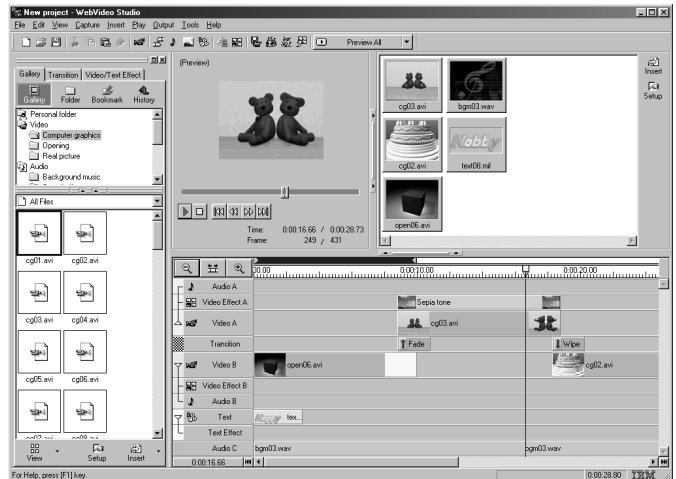 New project - WebVideo Studio
File Edit View Capture Insert Play Output Tools Help
Preview All
Gallery Transition Video/Text Effect
Gallery Folder Bookmark History
Personal folder
Video
Computer graphics
Opening
Real picture
Audio
Background music
All Files
cg01.avi cg02.avi
cg03.avi cg04.avi
cg05.avi cg06.avi
cg07.avi cg08.avi
View Setup Insert
(Preview)
Time: 0:00:16.66 / 0:00:28.73
Frame: 249 / 431
cg03.avi bgm03.wav
cg02.avi text08.mif
open06.avi
Insert
Setup
00.00 0:00:10.00 0:00:20.00
Audio A
Video Effect A Sepia tone
Video A cg03.avi
Transition Fade Wipe
Video B open06.avi cg02.avi
Video Effect B
Audio B
Text tex...
Text Effect
Audio C bgm03.wav bgm03.wav
0:00:16.66
For Help, press [F1] key. 0:00:28.80 IBM